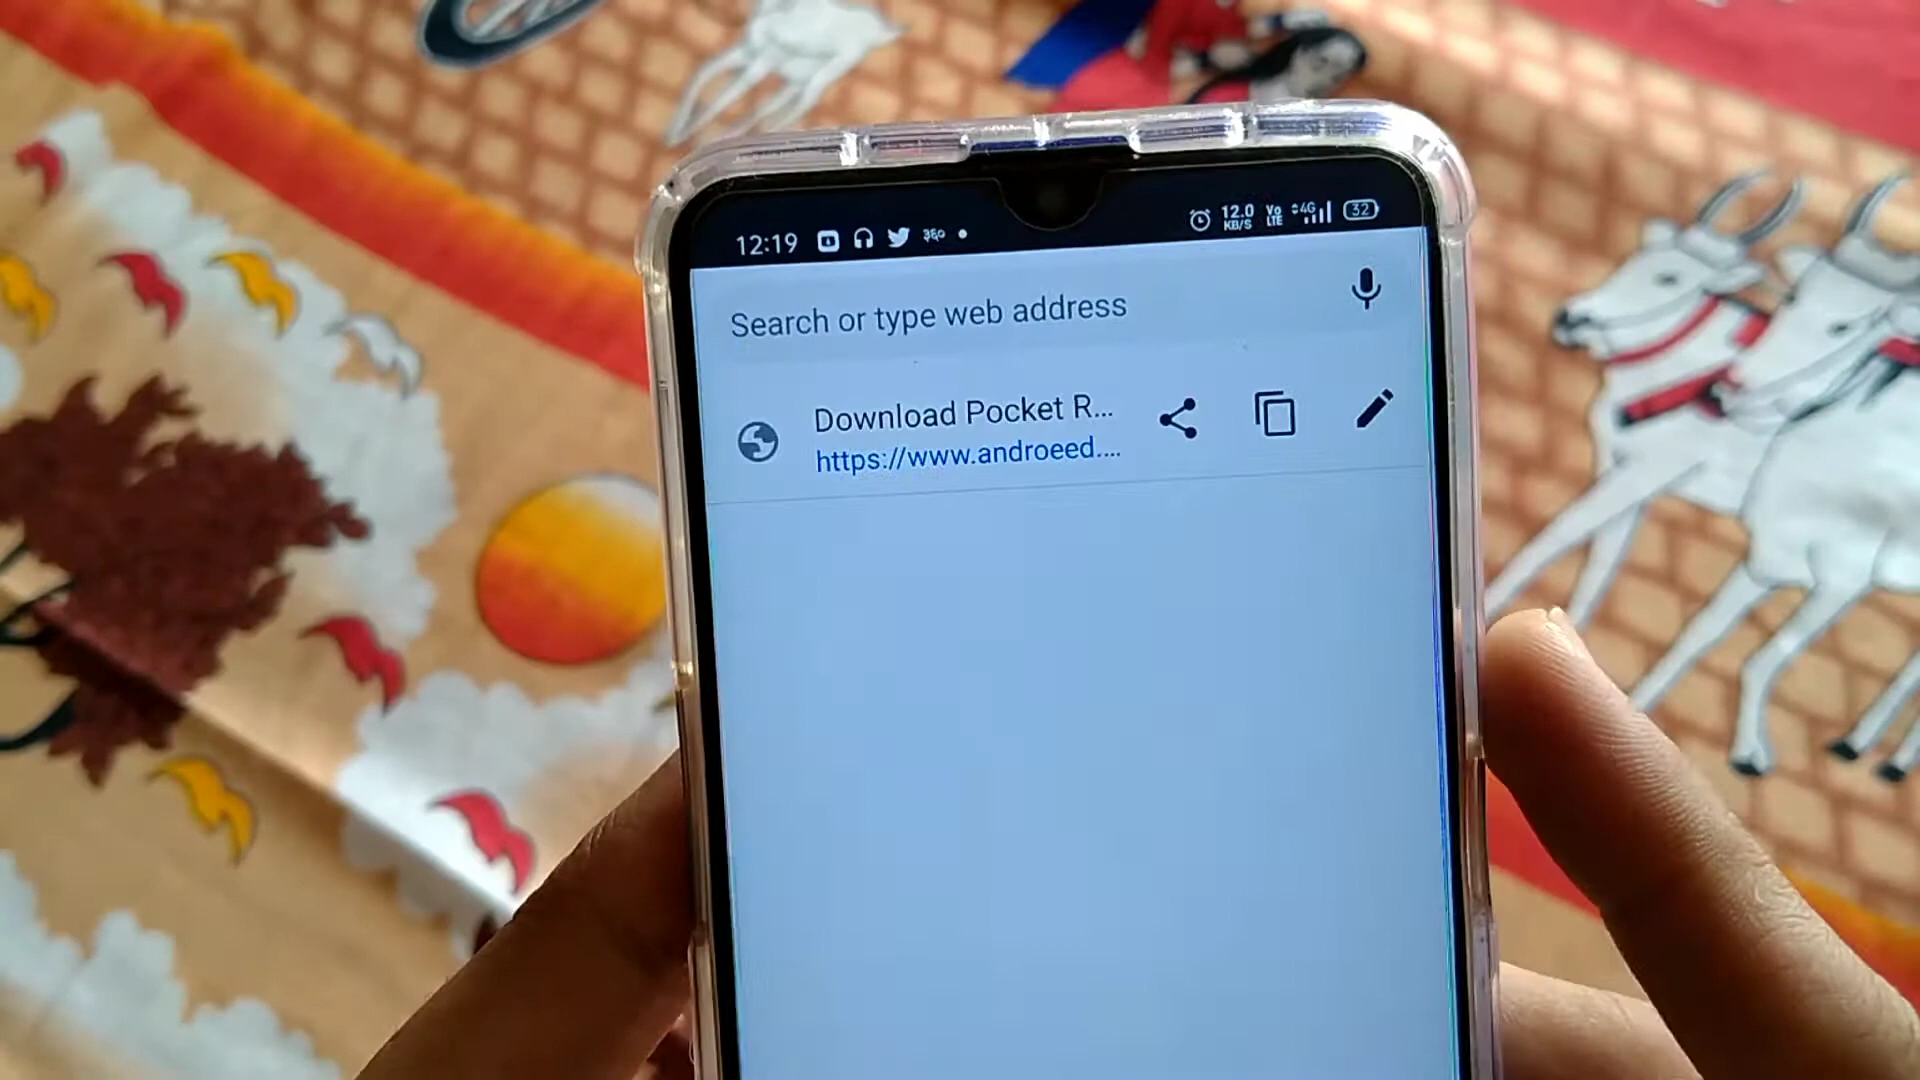 12:19
३६०
12.0
KB/S
Vo
LTE
4G
32
Search or type web address
Download Pocket R...
https://www.androeed....